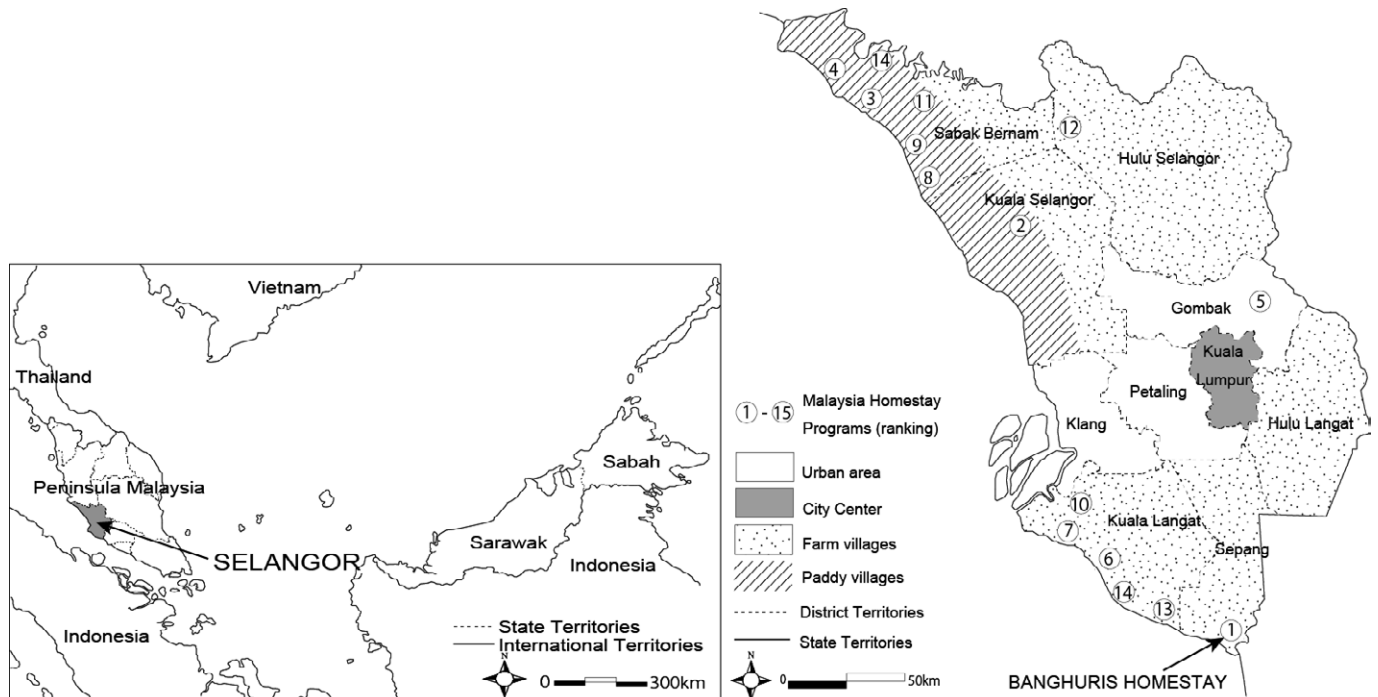 Vietnam
Thailand
Peninsula Malaysia
Sabah
Sarawak
SELANGOR
Indonesia
Indonesia
State Territories
International Territories
N
0 300km
4
14
3
11
Sabak Bernam
12
9
Hulu Selangor
8
Kuala Selangor
2
Gombak
5
Kuala
Lumpur
Petaling
Klang
Hulu Langat
10
Kuala Langat
7
Sepang
6
14
13
1
BANGHURIS HOMESTAY
1 - 15 Malaysia Homestay
Programs (ranking)
Urban area
City Center
Farm villages
Paddy villages
District Territories
State Territories
N
0 50km